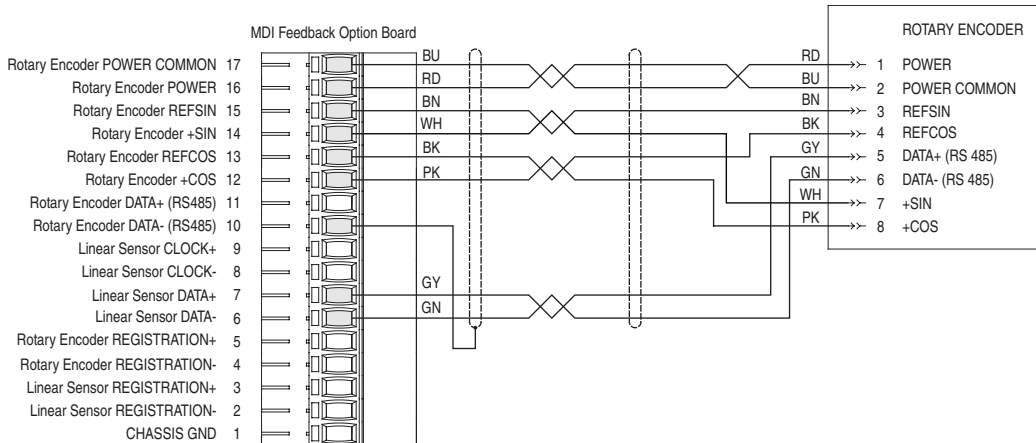 MDI Feedback Option Board
ROTARY ENCODER
Rotary Encoder POWER COMMON 17 BU RD 1 POWER
Rotary Encoder POWER 16 RD BU 2 POWER COMMON
Rotary Encoder REFSIN 15 BN BN 3 REFSIN
Rotary Encoder +SIN 14 WH BK 4 REFCOS
Rotary Encoder REFCOS 13 BK GY 5 DATA+ (RS 485)
Rotary Encoder +COS 12 PK GN 6 DATA- (RS 485)
Rotary Encoder DATA+ (RS485) 11 WH 7 +SIN
Rotary Encoder DATA- (RS485) 10 PK 8 +COS
Linear Sensor CLOCK+ 9
Linear Sensor CLOCK- 8
Linear Sensor DATA+ 7 GY
Linear Sensor DATA- 6 GN
Rotary Encoder REGISTRATION+ 5
Rotary Encoder REGISTRATION- 4
Linear Sensor REGISTRATION+ 3
Linear Sensor REGISTRATION- 2
CHASSIS GND 1